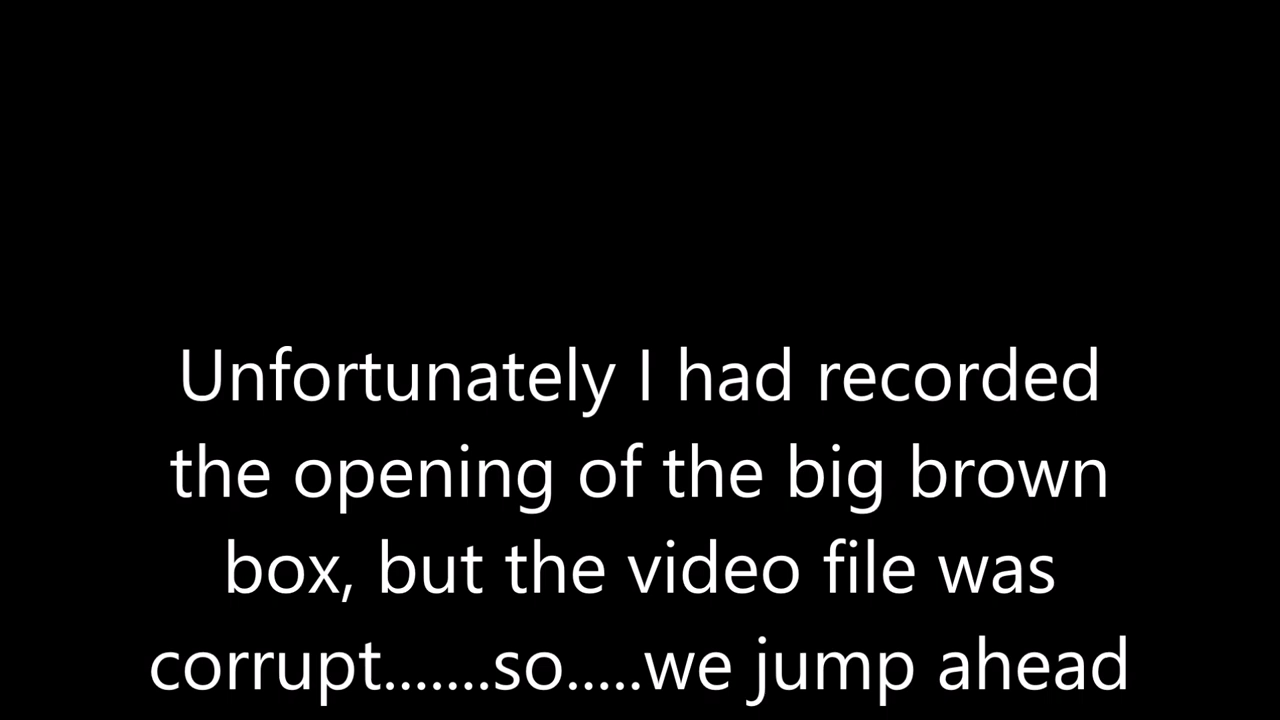 Unfortunately I had recorded
the opening of the big brown
box, but the video file was
corrupt.......so.....we jump ahead